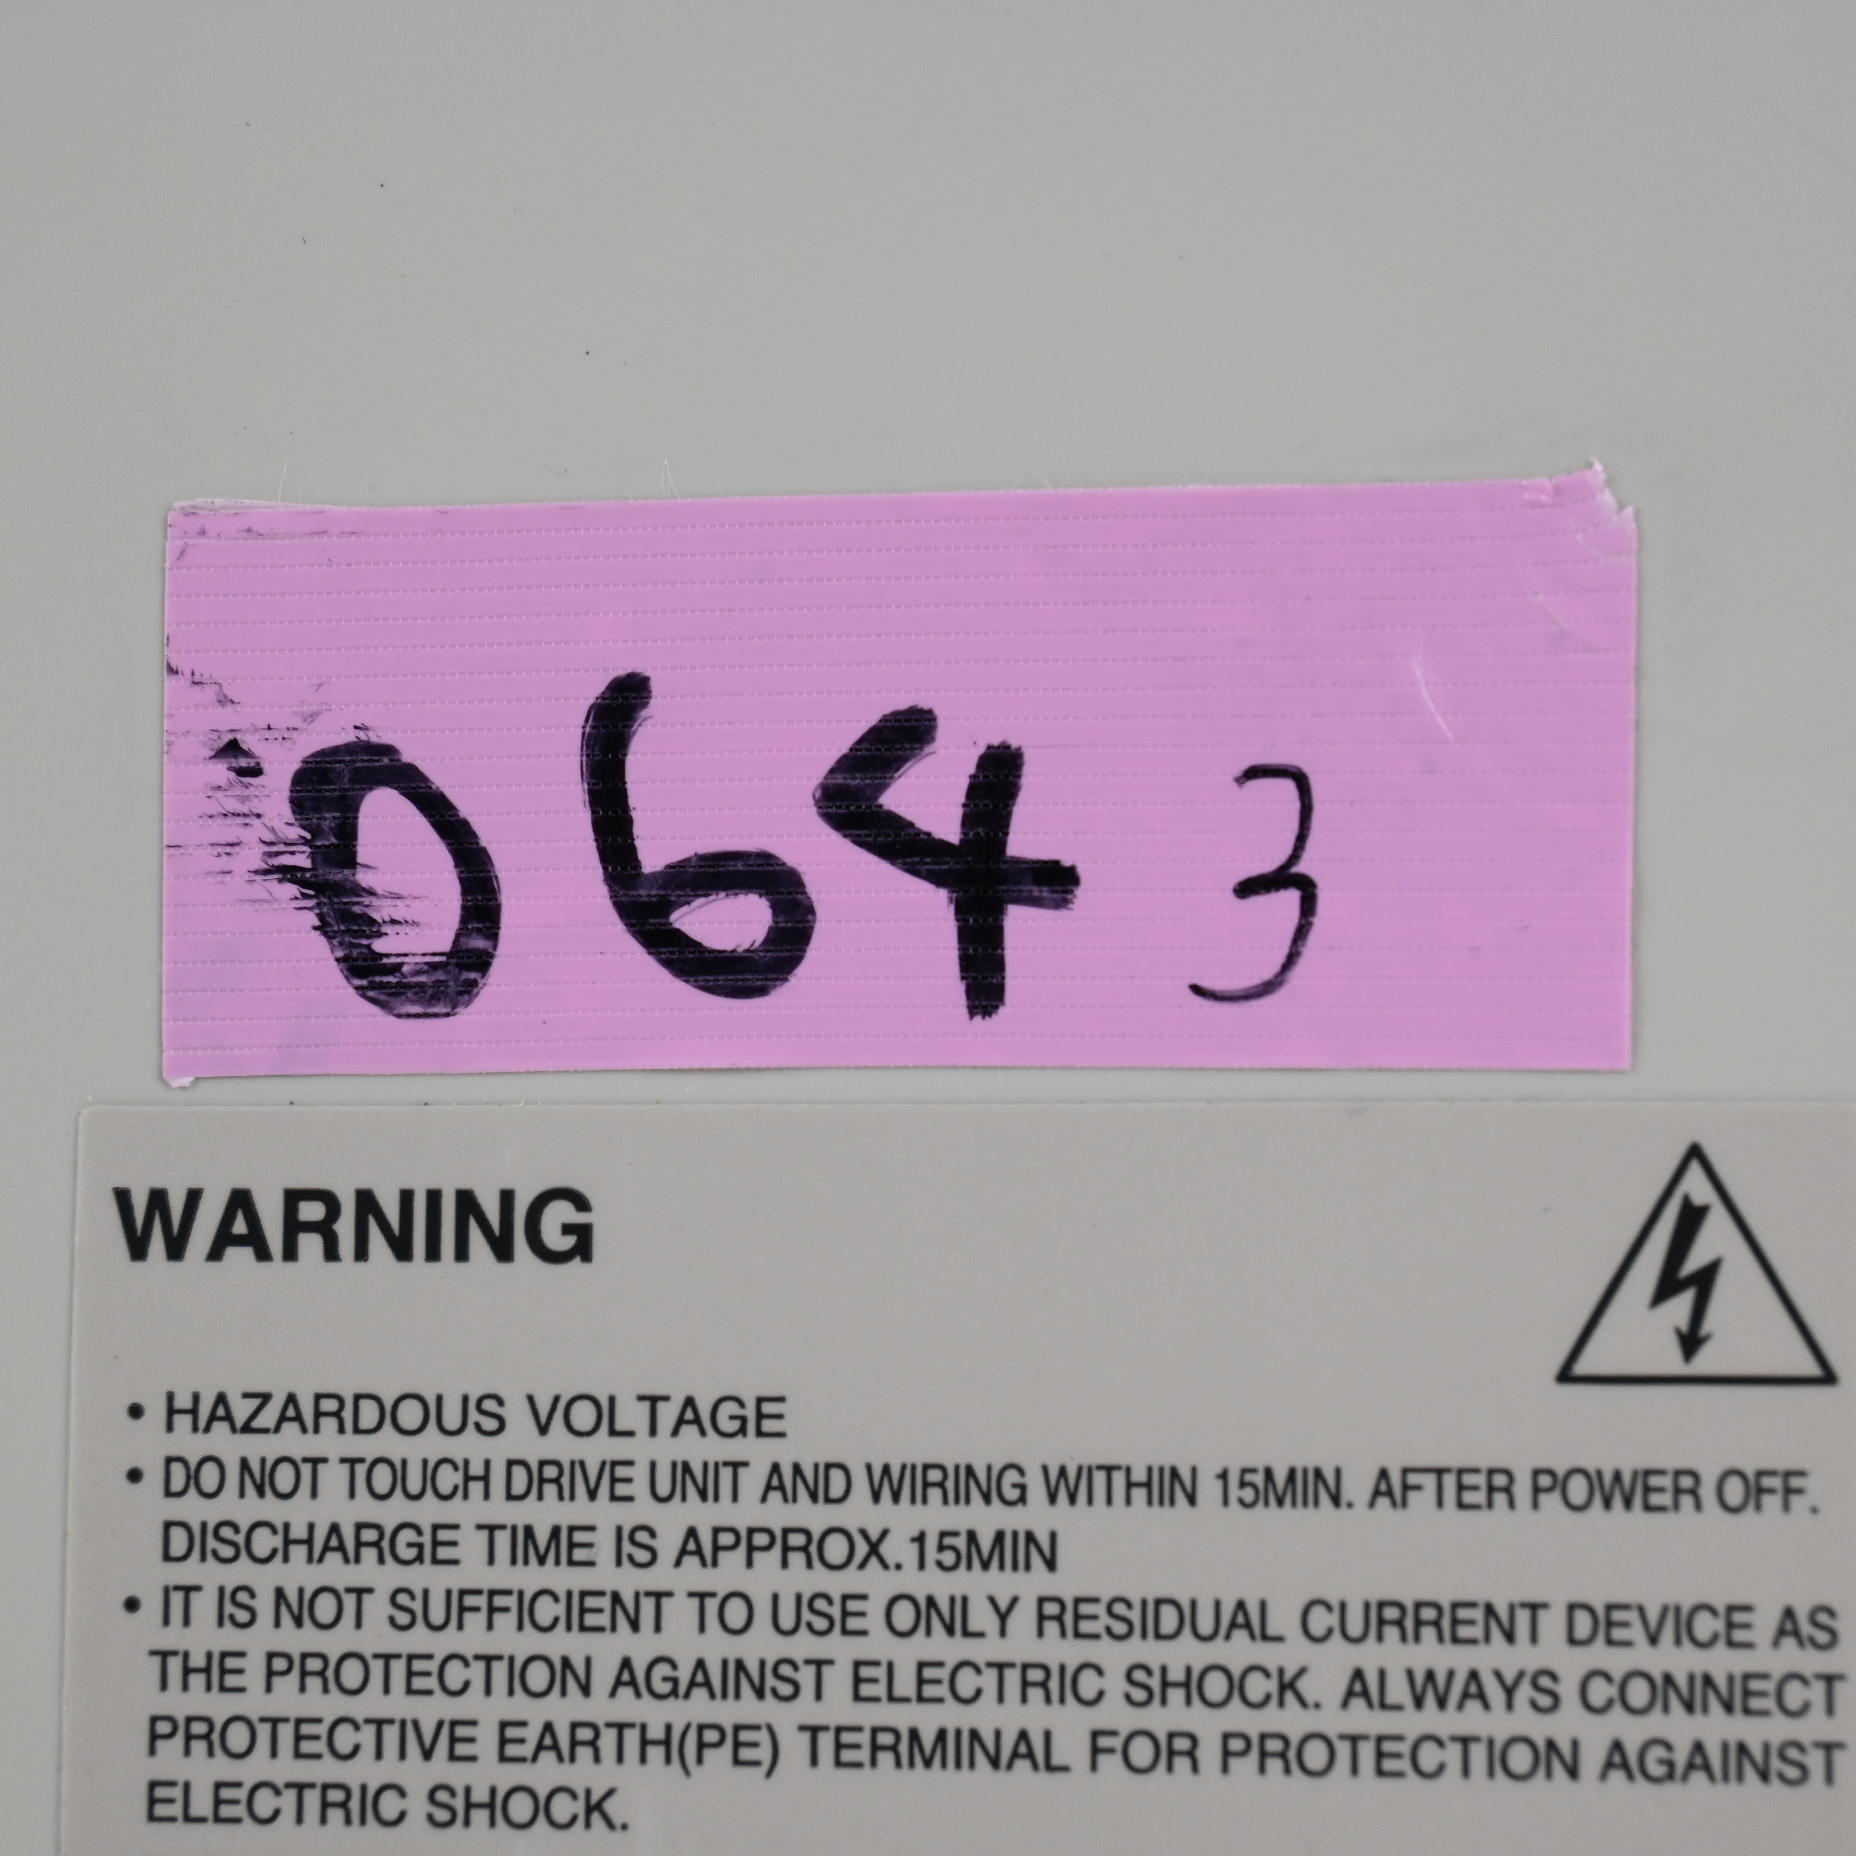 0643
WARNING
• HAZARDOUS VOLTAGE
• DO NOT TOUCH DRIVE UNIT AND WIRING WITHIN 15MIN. AFTER POWER OFF.
DISCHARGE TIME IS APPROX.15MIN
• IT IS NOT SUFFICIENT TO USE ONLY RESIDUAL CURRENT DEVICE AS
THE PROTECTION AGAINST ELECTRIC SHOCK. ALWAYS CONNECT
PROTECTIVE EARTH(PE) TERMINAL FOR PROTECTION AGAINST
ELECTRIC SHOCK.